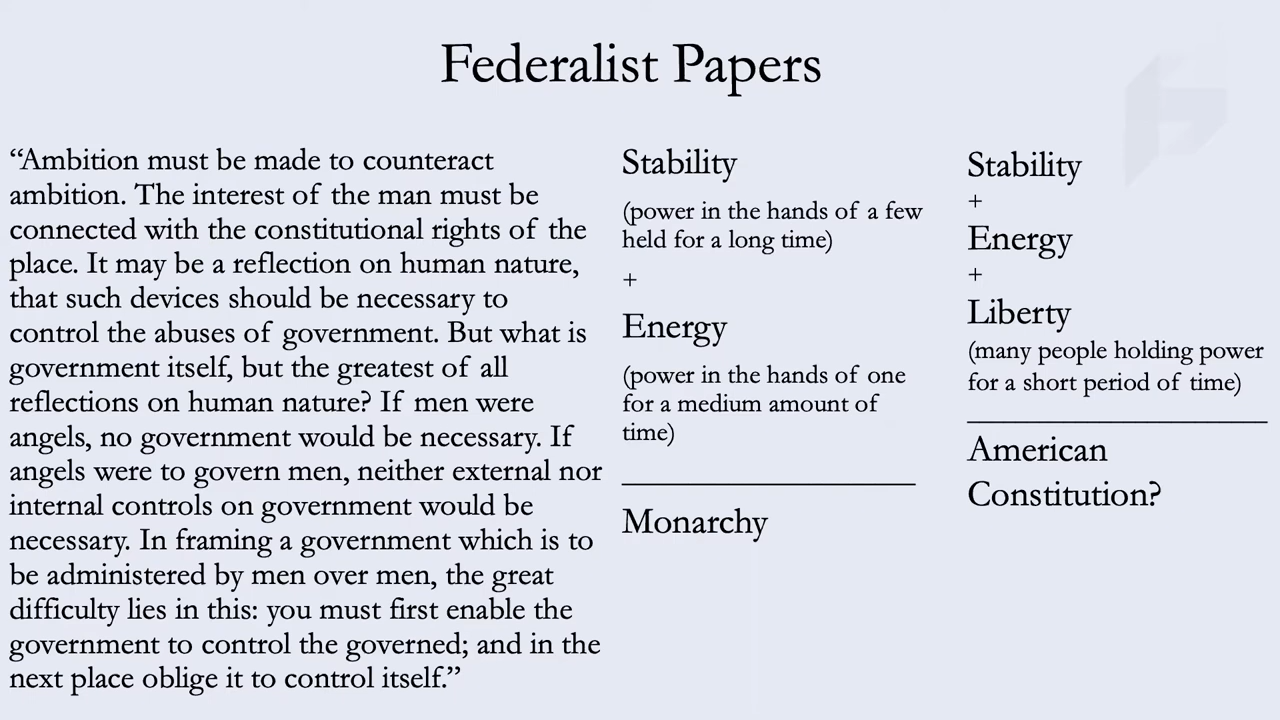 Federalist Papers
“Ambition must be made to counteract
ambition. The interest of the man must be
connected with the constitutional rights of the
place. It may be a reflection on human nature,
that such devices should be necessary to
control the abuses of government. But what is
government itself, but the greatest of all
reflections on human nature? If men were
angels, no government would be necessary. If
angels were to govern men, neither external nor
internal controls on government would be
necessary. In framing a government which is to
be administered by men over men, the great
difficulty lies in this: you must first enable the
government to control the governed; and in the
next place oblige it to control itself.”
Stability
(power in the hands of a few
held for a long time)
+
Energy
(power in the hands of one
for a medium amount of
time)
Monarchy
Stability
+
Energy
+
Liberty
(many people holding power
for a short period of time)
American
Constitution?